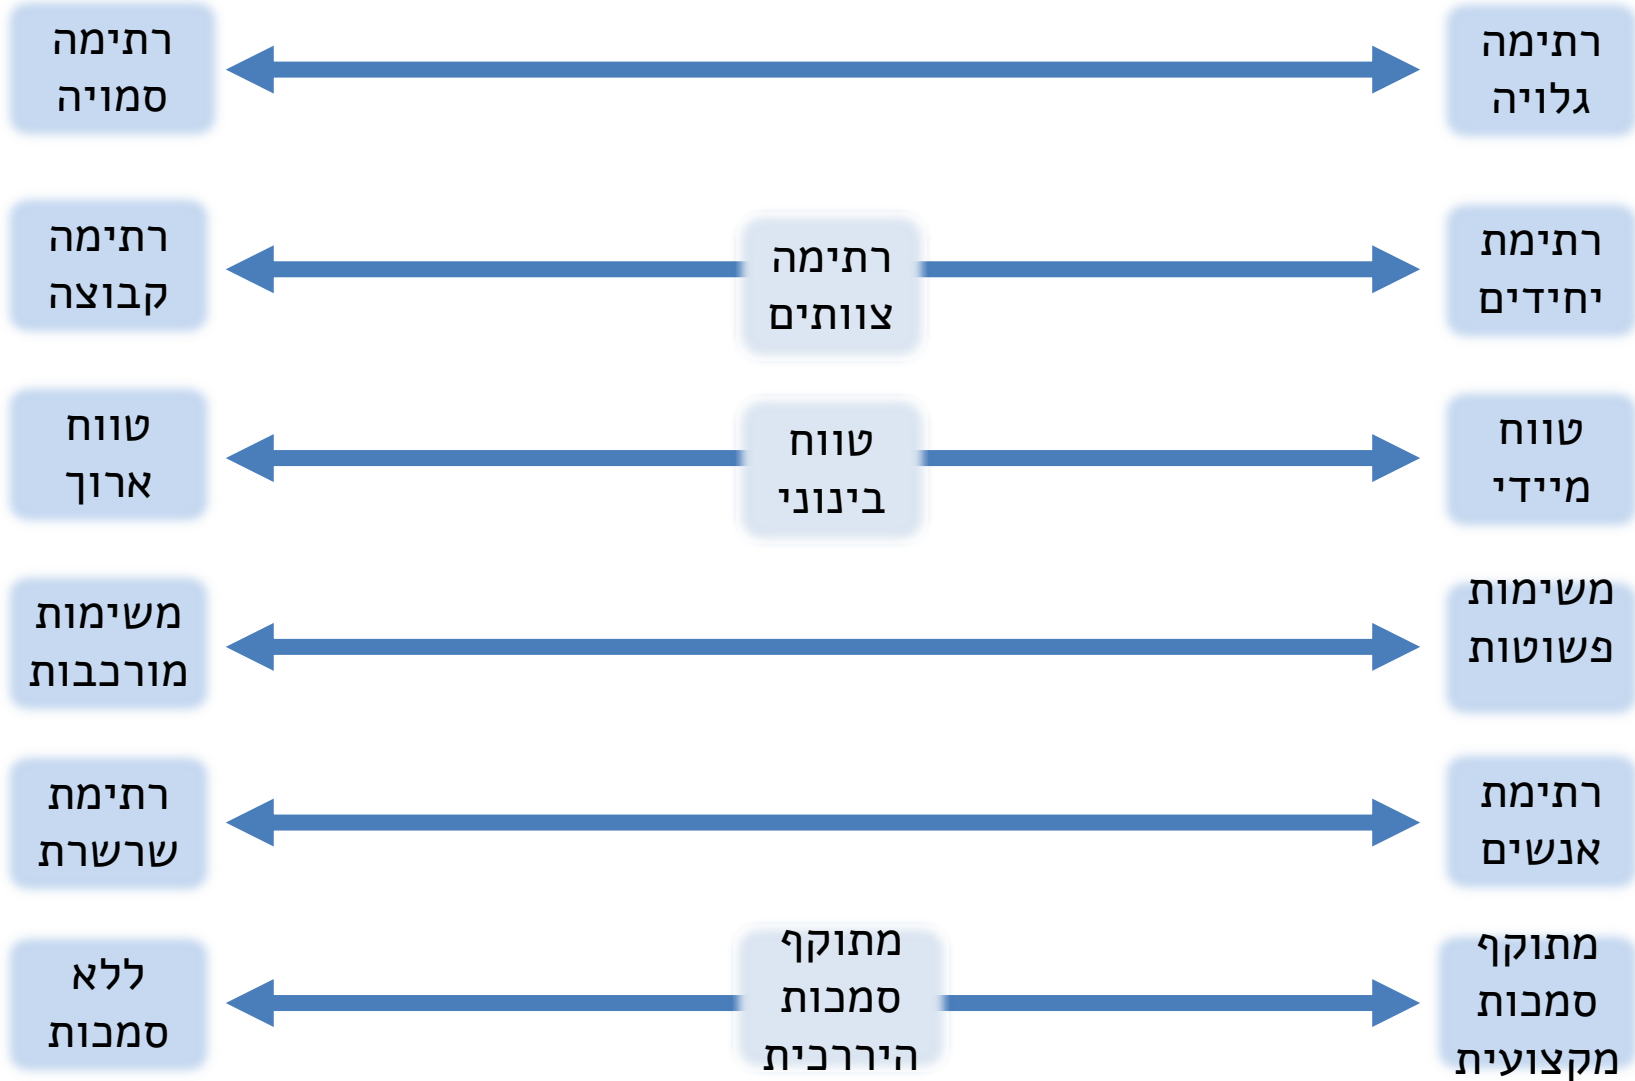 רתימה
גלויה
רתימה
סמויה
רתימת
יחידים
רתימה
צוותים
רתימה
קבוצה
טווח
מיידי
טווח
בינוני
טווח
ארוך
משימות
פשוטות
משימות
מורכבות
רתימת
אנשים
רתימת
שרשרת
מתוקף
סמכות
מקצועית
מתוקף
סמכות
היררכית
ללא
סמכות